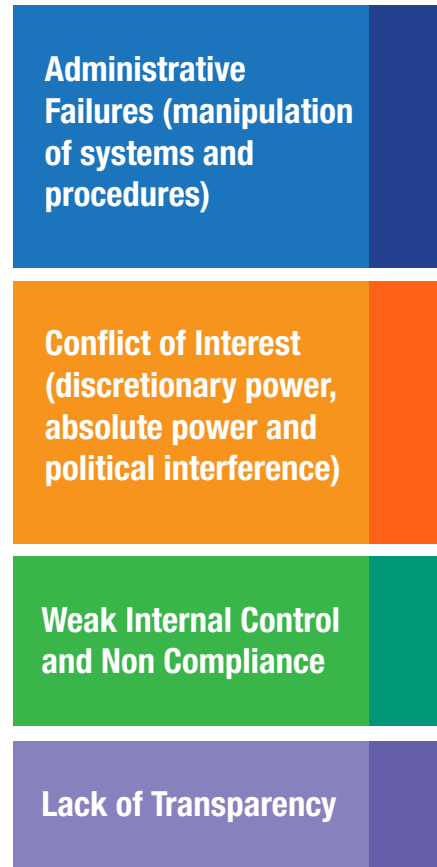 Administrative
Failures (manipulation
of systems and
procedures)
Conflict of Interest
(discretionary power,
absolute power and
political interference)
Weak Internal Control
and Non Compliance
Lack of Transparency